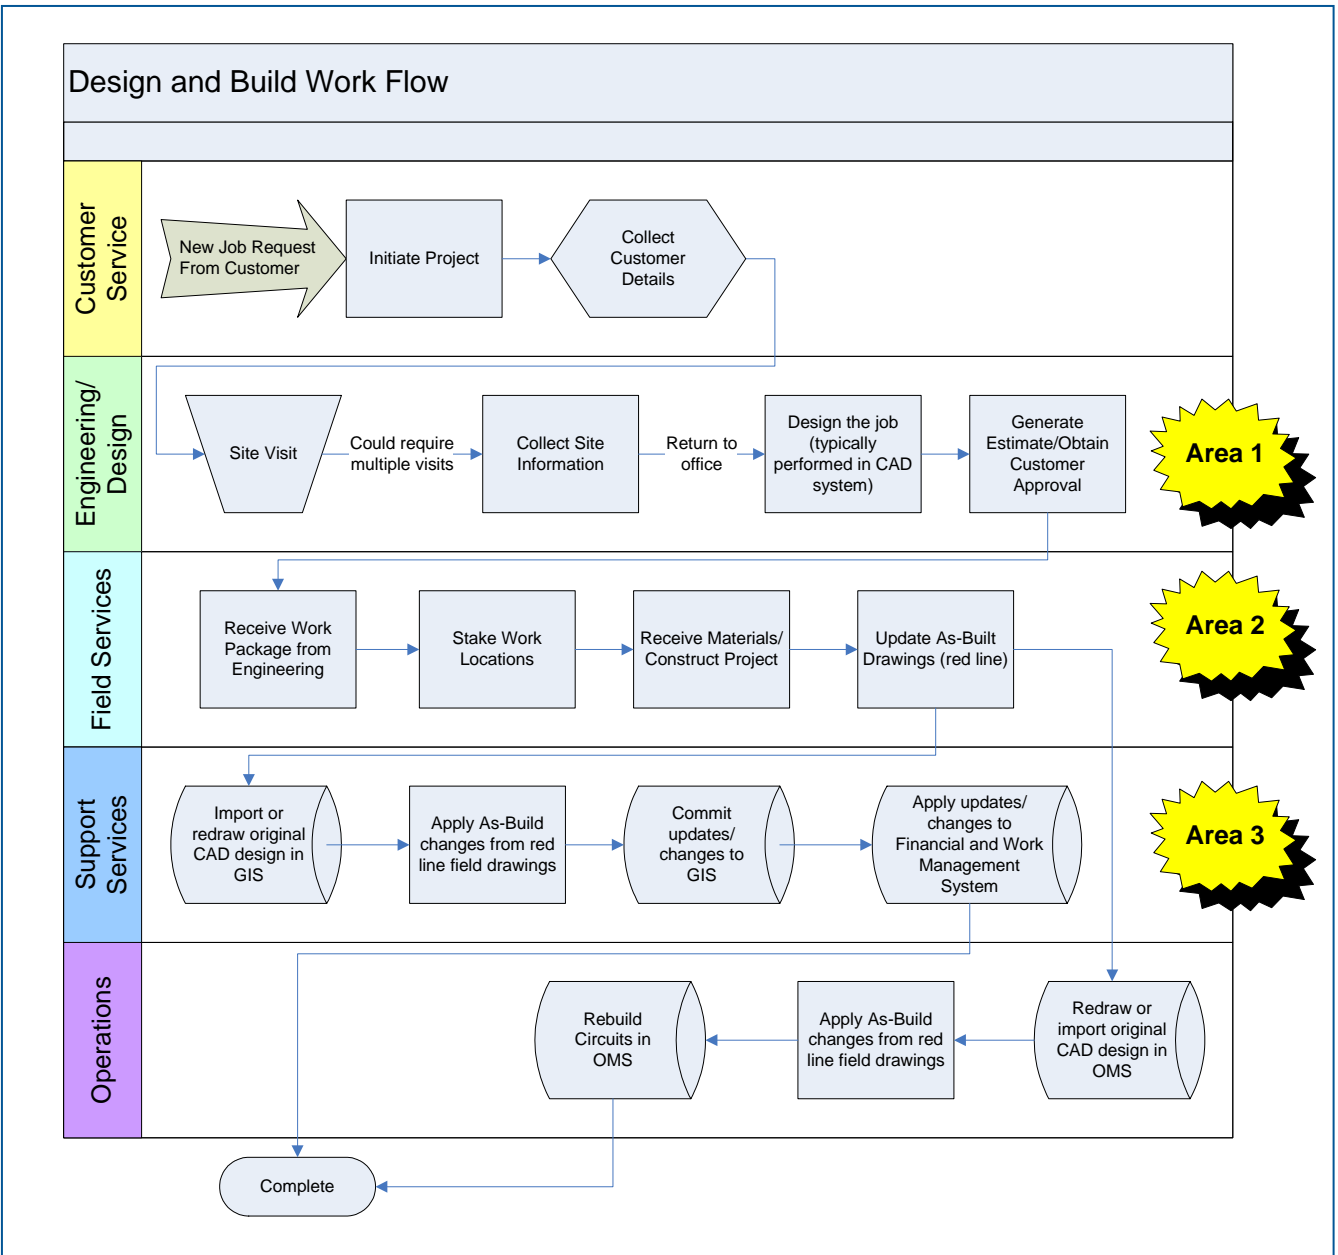 Design and Build Work Flow
Customer
Service
New Job Request
From Customer
Initiate Project
Collect
Customer
Details
Engineering/
Design
Site Visit
Could require
multiple visits
Collect Site
Information
Return to
office
Design the job
(typically
performed in CAD
system)
Generate
Estimate/Obtain
Customer
Approval
Area 1
Field Services
Receive Work
Package from
Engineering
Stake Work
Locations
Receive Materials/
Construct Project
Update As-Built
Drawings (red line)
Area 2
Support
Services
Import or
redraw original
CAD design in
GIS
Apply As-Build
changes from red
line field drawings
Commit
updates/
changes to
GIS
Apply updates/
changes to
Financial and Work
Management
System
Area 3
Operations
Rebuild
Circuits in
OMS
Apply As-Build
changes from red
line field drawings
Redraw or
import original
CAD design in
OMS
Complete